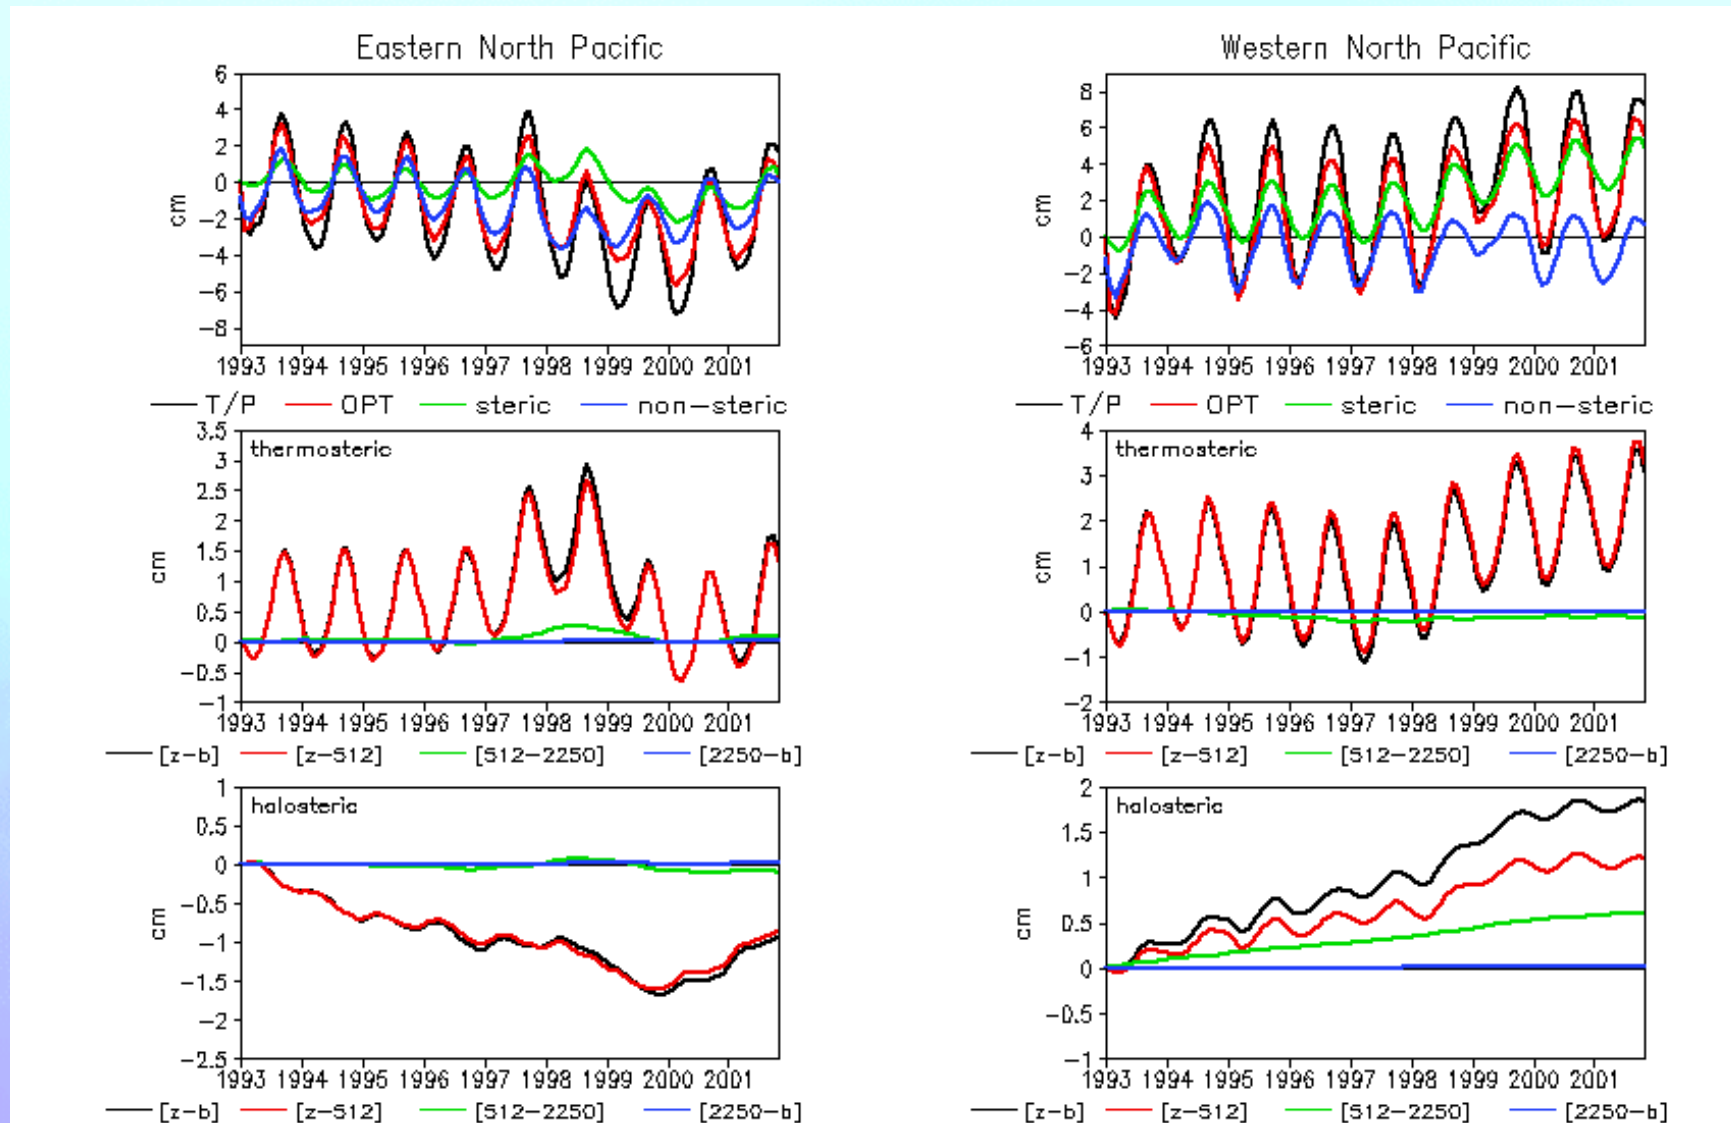 Eastern North Pacific
Western North Pacific
6
4
2
0
−2
−4
−6
−8
cm
1993 1994 1995 1996 1997 1998 1999 2000 2001
T/P OPT steric non−steric
8
6
4
2
0
−2
−4
−6
cm
1993 1994 1995 1996 1997 1998 1999 2000 2001
T/P OPT steric non−steric
thermosteric
3.5
3
2.5
2
1.5
1
0.5
0
−0.5
−1
cm
1993 1994 1995 1996 1997 1998 1999 2000 2001
[z−b] [z−512] [512−2250] [2250−b]
thermosteric
4
3
2
1
0
−1
−2
cm
1993 1994 1995 1996 1997 1998 1999 2000 2001
[z−b] [z−512] [512−2250] [2250−b]
halosteric
1
0.5
0
−0.5
−1
−1.5
−2
−2.5
cm
1993 1994 1995 1996 1997 1998 1999 2000 2001
[z−b] [z−512] [512−2250] [2250−b]
halosteric
2
1.5
1
0.5
0
−0.5
−1
cm
1993 1994 1995 1996 1997 1998 1999 2000 2001
[z−b] [z−512] [512−2250] [2250−b]